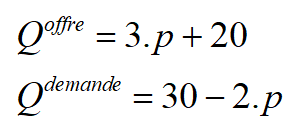 Q^offre = 3.p + 20
Q^demande = 30 − 2.p